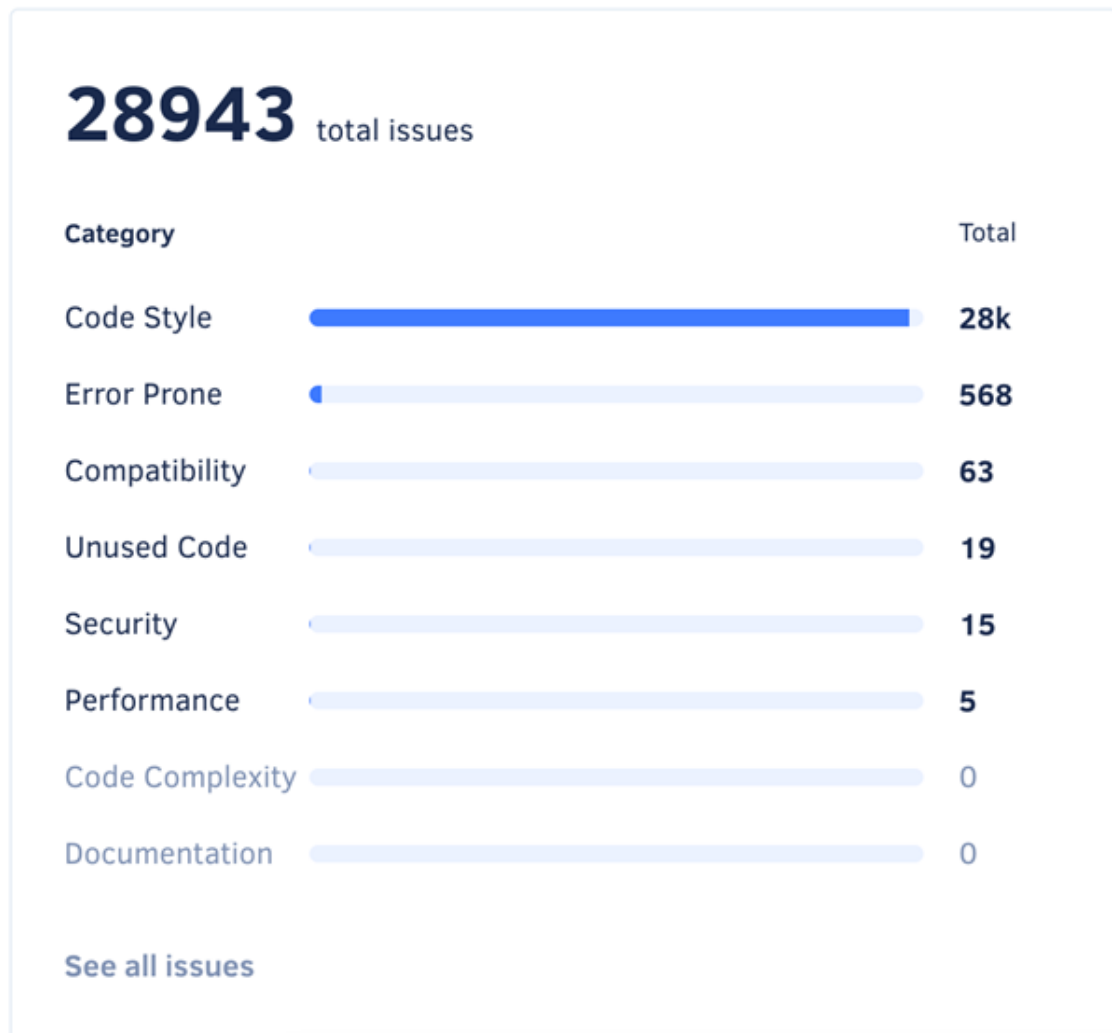 28943 total issues
Category Total
Code Style 28k
Error Prone 568
Compatibility 63
Unused Code 19
Security 15
Performance 5
Code Complexity 0
Documentation 0
See all issues